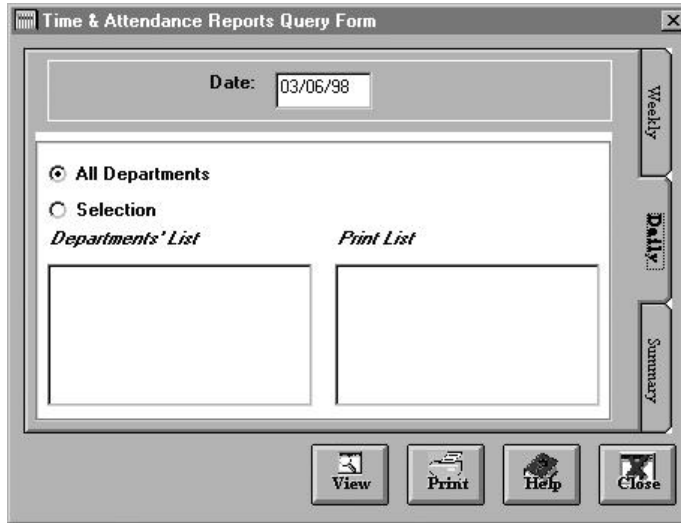 Time & Attendance Reports Query Form
Date: 03/06/98
Weekly
All Departments
Selection
Departments' List Print List
Daily
Summary
View Print Help Close